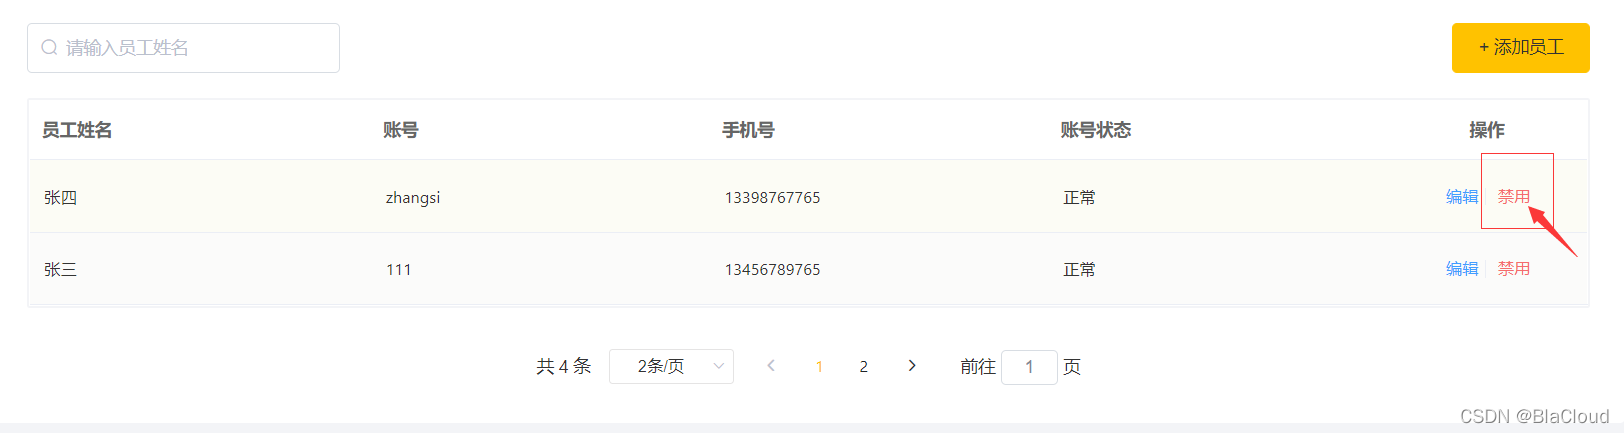 请输入员工姓名
+ 添加员工
员工姓名 账号 手机号 账号状态 操作
张四 zhangsi 13398767765 正常 编辑 禁用
张三 111 13456789765 正常 编辑 禁用
共 4 条 2条/页 1 2 前往 1 页
CSDN @BlaCloud